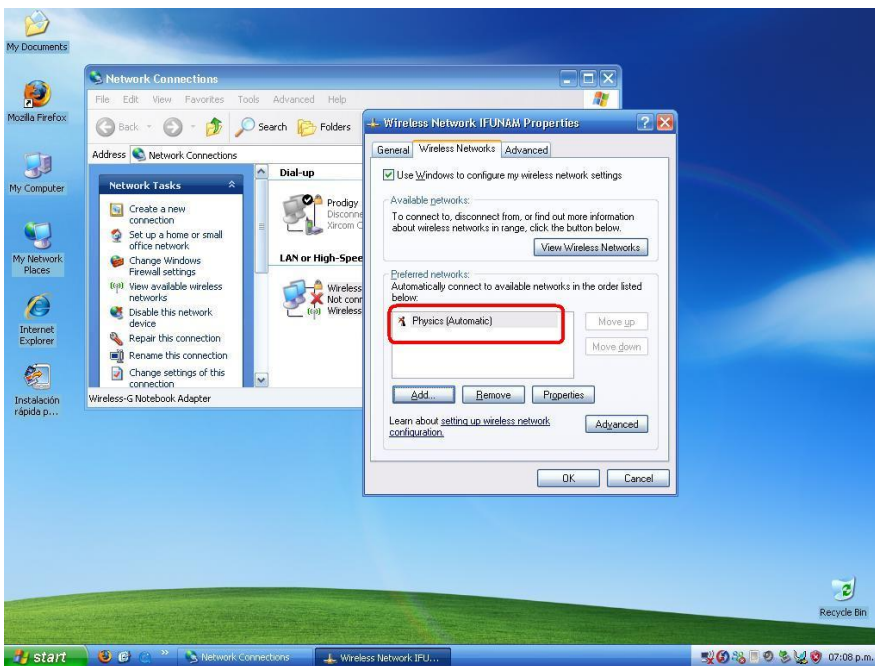 My Documents
Mozilla Firefox
My Computer
My Network
Places
Internet
Explorer
Instalación
rápida p...
Network Connections
File Edit View Favorites Tools Advanced Help
Back Search Folders
Address Network Connections
Network Tasks
Create a new
connection
Set up a home or small
office network
Change Windows
Firewall settings
View available wireless
networks
Disable this network
device
Repair this connection
Rename this connection
Change settings of this
connection
Dial-up
Prodigy
Disconne
Xircom C
LAN or High-Spee
Wireless
Not conn
Wireless
Wireless-G Notebook Adapter
Wireless Network IFUNAM Properties
General Wireless Networks Advanced
Use Windows to configure my wireless network settings
Available networks:
To connect to, disconnect from, or find out more information
about wireless networks in range, click the button below.
View Wireless Networks
Preferred networks:
Automatically connect to available networks in the order listed
below:
Physics (Automatic)
Move up
Move down
Add... Remove Properties
Learn about setting up wireless network
configuration.
Advanced
OK Cancel
Recycle Bin
start Network Connections Wireless Network IFU... 07:08 p.m.